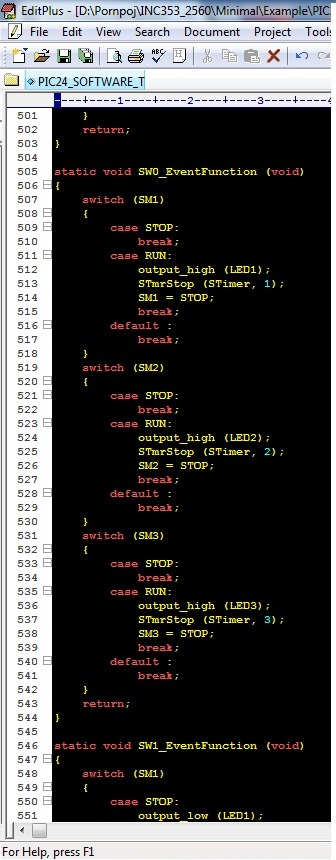 EditPlus - [D:\Pornpoj\INC353_2560\Minimal\Example\PIC
File Edit View Search Document Project Tools
PIC24_SOFTWARE_T
----+----1----+----2----+----3----+----4
501 }
502 return;
503 }
504
505 static void SW0_EventFunction (void)
506 {
507 switch (SM1)
508 {
509 case STOP:
510 break;
511 case RUN:
512 output_high (LED1);
513 STmrStop (STimer, 1);
514 SM1 = STOP;
515 break;
516 default :
517 break;
518 }
519 switch (SM2)
520 {
521 case STOP:
522 break;
523 case RUN:
524 output_high (LED2);
525 STmrStop (STimer, 2);
526 SM2 = STOP;
527 break;
528 default :
529 break;
530 }
531 switch (SM3)
532 {
533 case STOP:
534 break;
535 case RUN:
536 output_high (LED3);
537 STmrStop (STimer, 3);
538 SM3 = STOP;
539 break;
540 default :
541 break;
542 }
543 return;
544 }
545
546 static void SW1_EventFunction (void)
547 {
548 switch (SM1)
549 {
550 case STOP:
551 output_low (LED1);
For Help, press F1